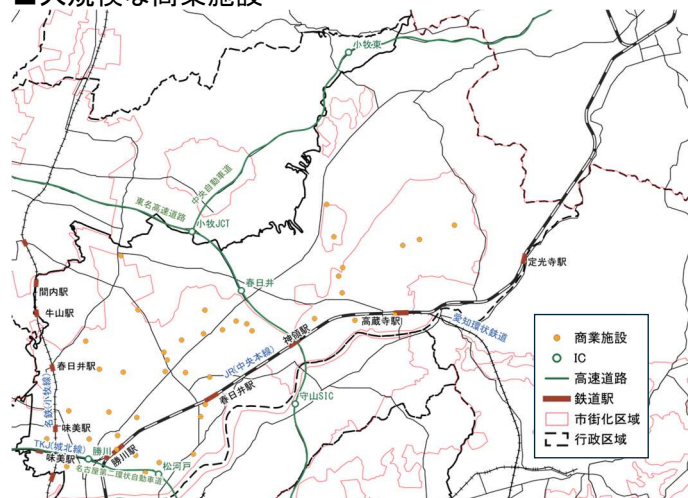 ■大規模な商業施設
小牧東
中央自動車道
東名高速道路
小牧JCT
春日井
定光寺駅
間内駅
牛山駅
高蔵寺駅
愛知環状鉄道
神領駅
JR(中央本線)
春日井駅
春日井駅
名鉄(小牧線)
守山SIC
味美駅
TKJ(城北線)
勝川
勝川駅
味美駅
松河戸
名古屋第二環状自動車道
商業施設
IC
高速道路
鉄道駅
市街化区域
行政区域